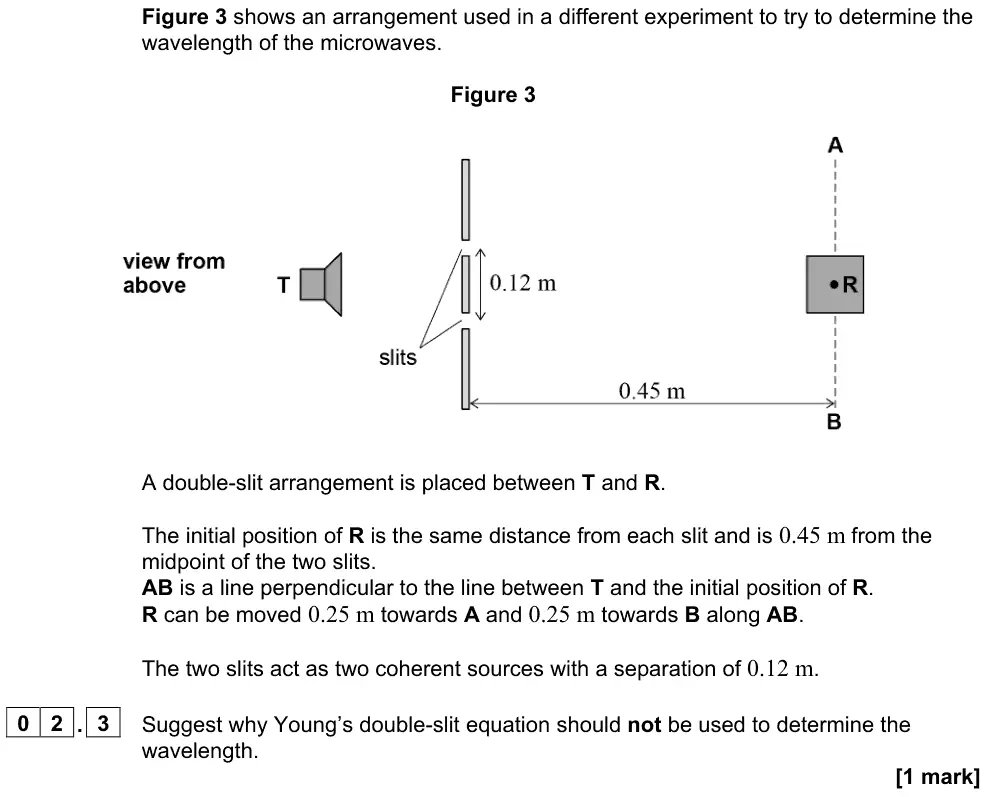 Figure 3 shows an arrangement used in a different experiment to try to determine the
wavelength of the microwaves.
Figure 3
A
view from
above
T
0.12 m
R
slits
0.45 m
B
A double-slit arrangement is placed between T and R.
The initial position of R is the same distance from each slit and is 0.45 m from the
midpoint of the two slits.
AB is a line perpendicular to the line between T and the initial position of R.
R can be moved 0.25 m towards A and 0.25 m towards B along AB.
The two slits act as two coherent sources with a separation of 0.12 m.
0 2 . 3 Suggest why Young’s double-slit equation should not be used to determine the
wavelength.
[1 mark]